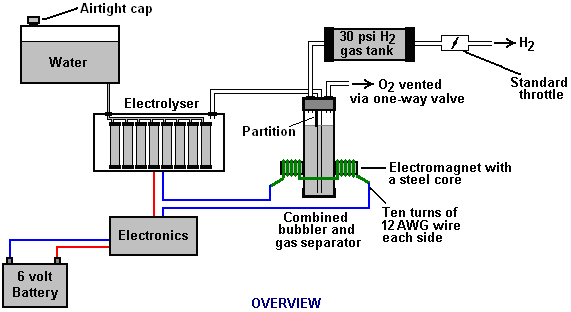 Airtight cap
Water
Electrolyser
30 psi H2
gas tank
H2
Standard
throttle
O2 vented
via one-way valve
Partition
Electromagnet with
a steel core
Ten turns of
12 AWG wire
each side
Combined
bubbler and
gas separator
Electronics
6 volt
Battery
OVERVIEW